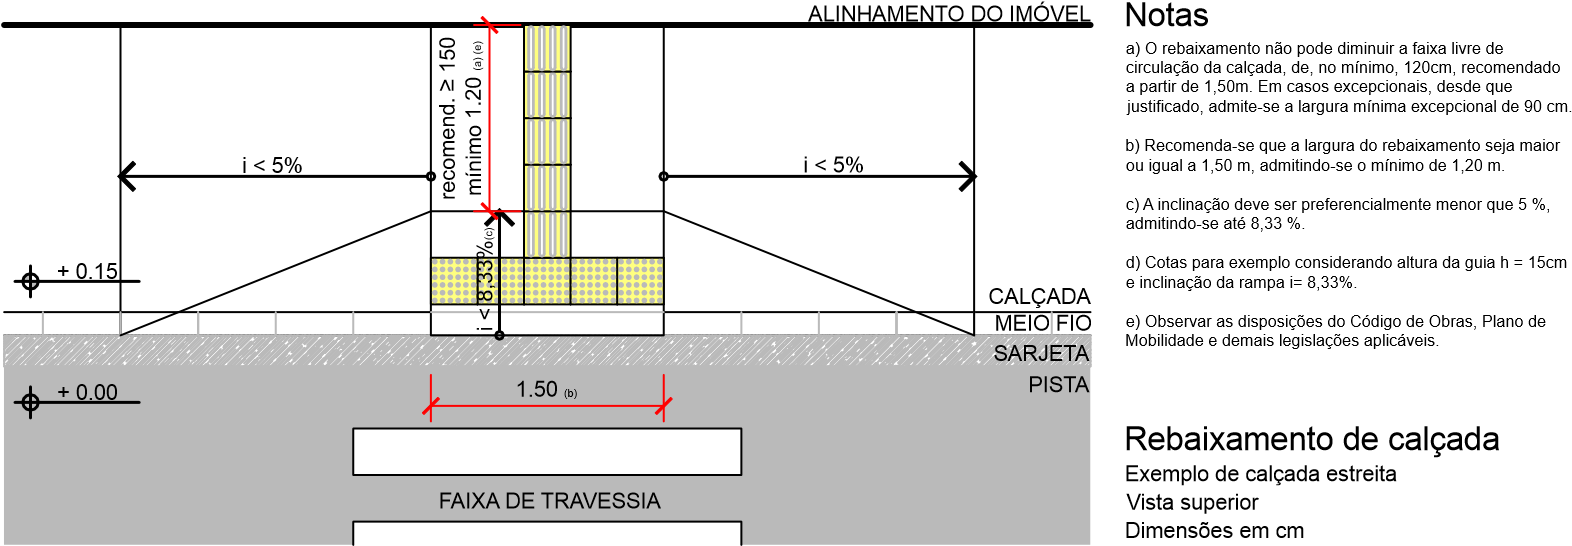 ALINHAMENTO DO IMÓVEL
recomend. ≥ 150
mínimo 1.20 (a) (e)
i < 5%
i < 5%
i < 8,33% (c)
+ 0.15
CALÇADA
MEIO FIO
SARJETA
PISTA
+ 0.00
1.50 (b)
FAIXA DE TRAVESSIA
Notas
a) O rebaixamento não pode diminuir a faixa livre de
circulação da calçada, de, no mínimo, 120cm, recomendado
a partir de 1,50m. Em casos excepcionais, desde que
justificado, admite-se a largura mínima excepcional de 90 cm.
b) Recomenda-se que a largura do rebaixamento seja maior
ou igual a 1,50 m, admitindo-se o mínimo de 1,20 m.
c) A inclinação deve ser preferencialmente menor que 5 %,
admitindo-se até 8,33 %.
d) Cotas para exemplo considerando altura da guia h = 15cm
e inclinação da rampa i= 8,33%.
e) Observar as disposições do Código de Obras, Plano de
Mobilidade e demais legislações aplicáveis.
Rebaixamento de calçada
Exemplo de calçada estreita
Vista superior
Dimensões em cm